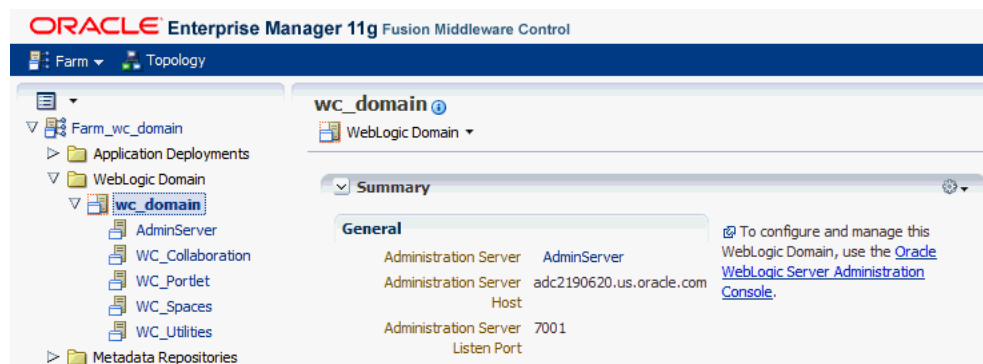 ORACLE Enterprise Manager 11g Fusion Middleware Control
Farm Topology
Farm_wc_domain
Application Deployments
WebLogic Domain
wc_domain
AdminServer
WC_Collaboration
WC_Portlet
WC_Spaces
WC_Utilities
Metadata Repositories
wc_domain
WebLogic Domain
Summary
General
Administration Server AdminServer
Administration Server adc2190620.us.oracle.com
Host
Administration Server 7001
Listen Port
To configure and manage this
WebLogic Domain, use the Oracle
WebLogic Server Administration
Console.